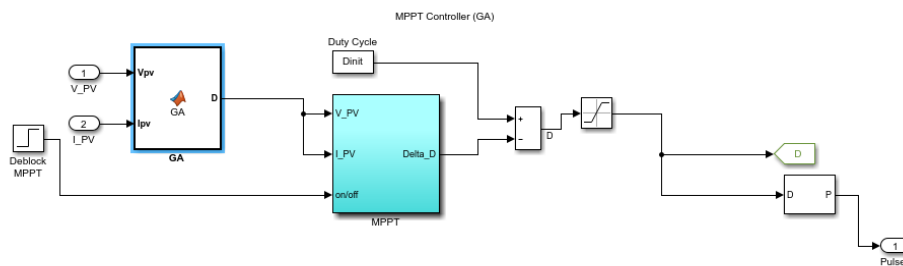 MPPT Controller (GA)
Duty Cycle
Dinit
1
V_PV
Vpv
GA
D
2
I_PV
Ipv
GA
Deblock
MPPT
V_PV
I_PV
Delta_D
on/off
MPPT
+
−
D
D
D
P
1
Pulse